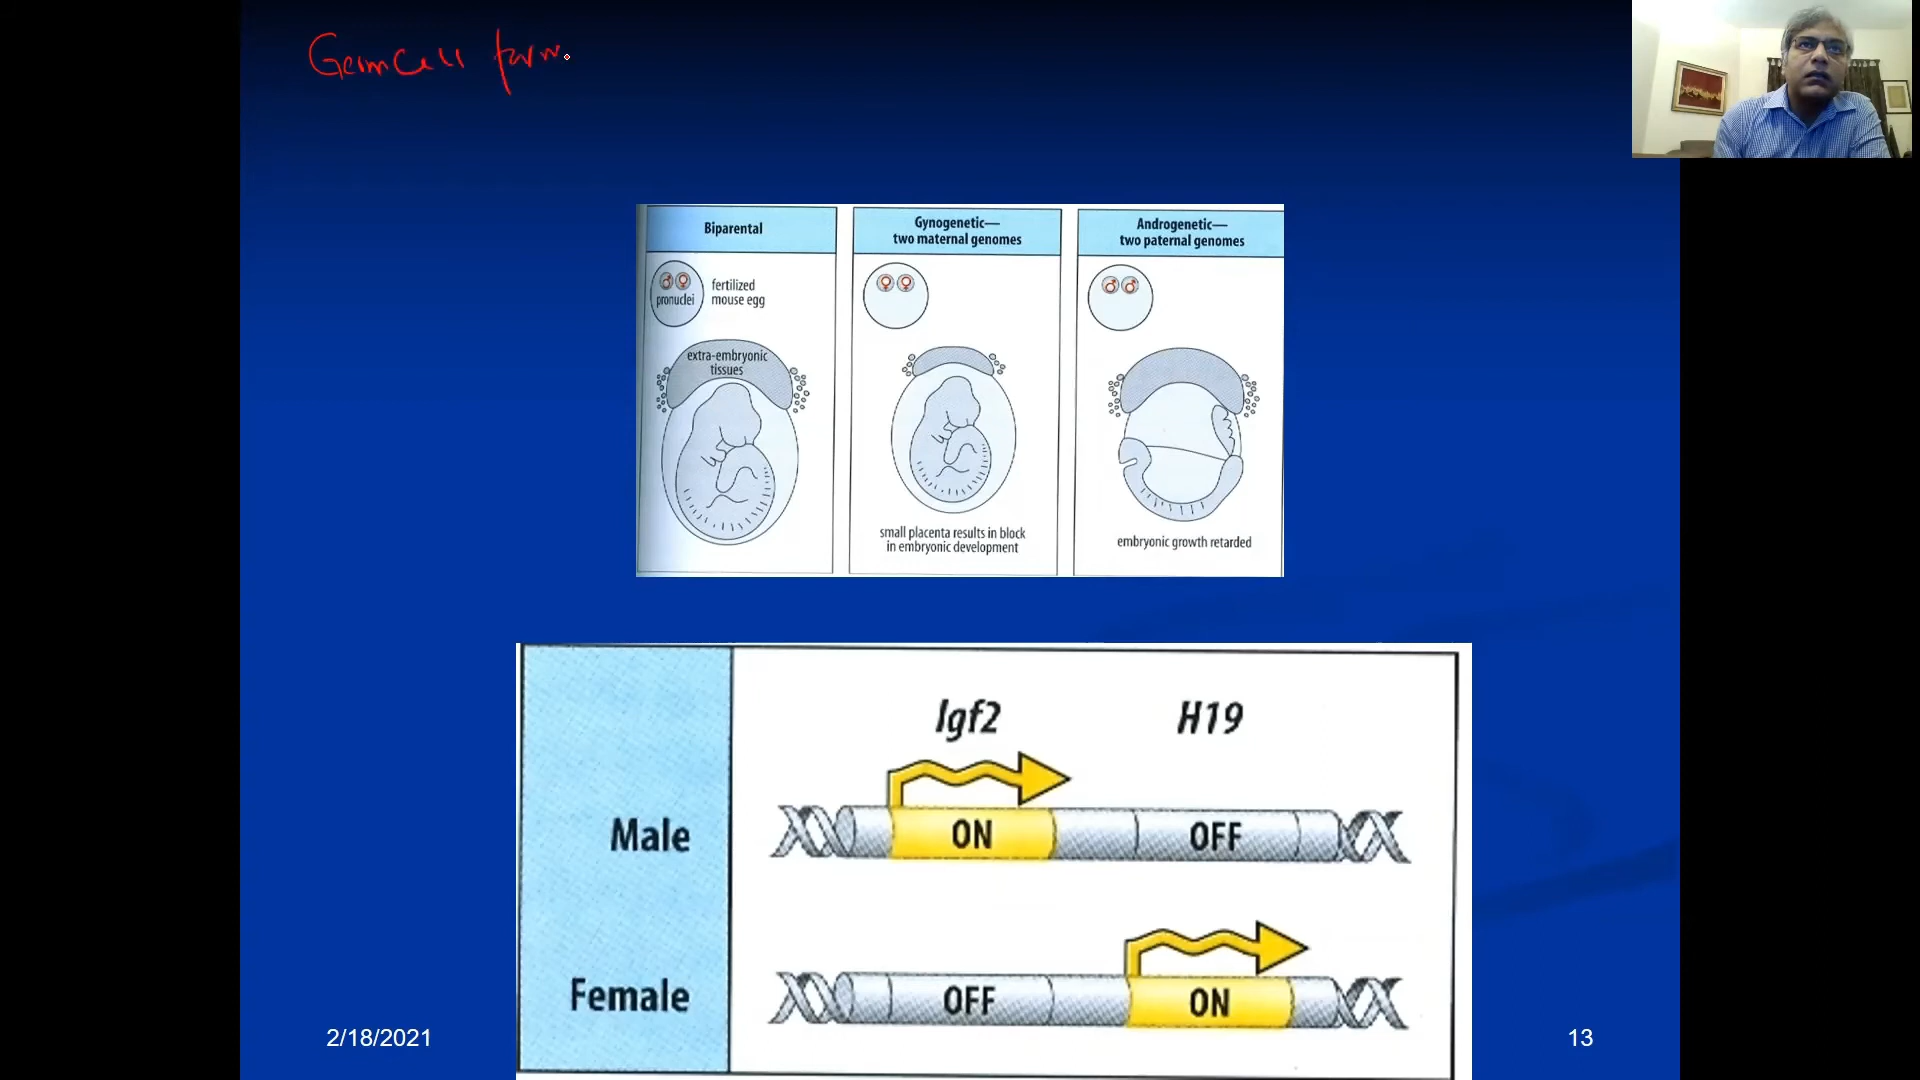 Germ Cell form
Biparental
Gynogenetic—
two maternal genomes
Androgenetic—
two paternal genomes
pronuclei
fertilized
mouse egg
extra-embryonic
tissues
small placenta results in block
in embryonic development
embryonic growth retarded
Igf2 H19
Male ON OFF
Female OFF ON
2/18/2021
13